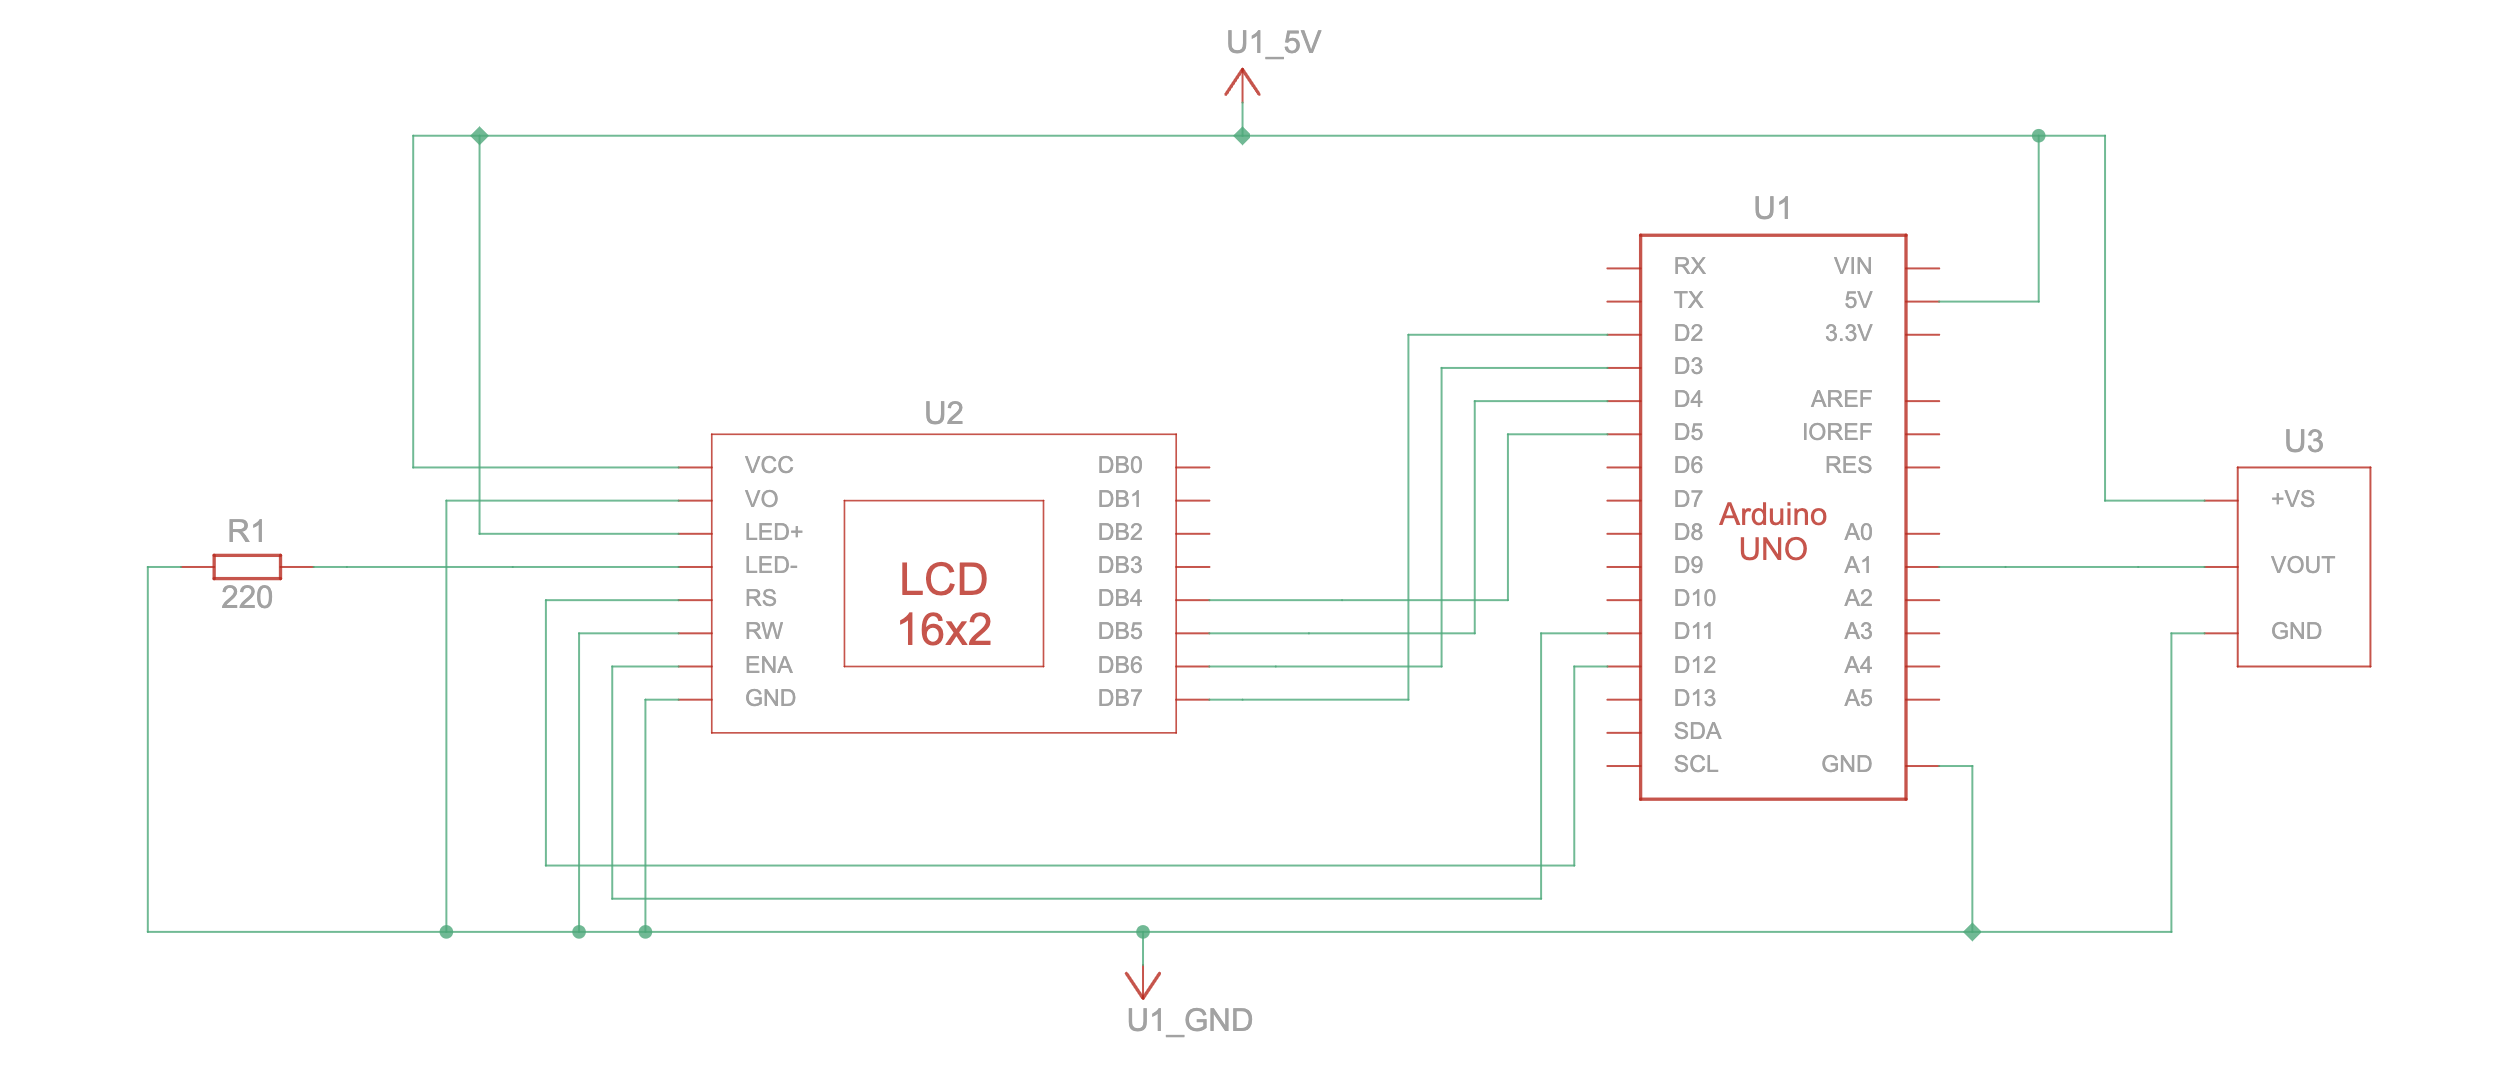 U1_5V
U1
RX
VIN
TX
5V
D2
3.3V
D3
D4
AREF
D5
IOREF
D6
RES
D7
D8
A0
D9
A1
D10
A2
D11
A3
D12
A4
D13
A5
SDA
SCL
GND
Arduino
UNO
U2
VCC
DB0
VO
DB1
LED+
DB2
LED-
DB3
RS
DB4
RW
DB5
ENA
DB6
GND
DB7
LCD
16x2
R1
220
U3
+VS
VOUT
GND
U1_GND